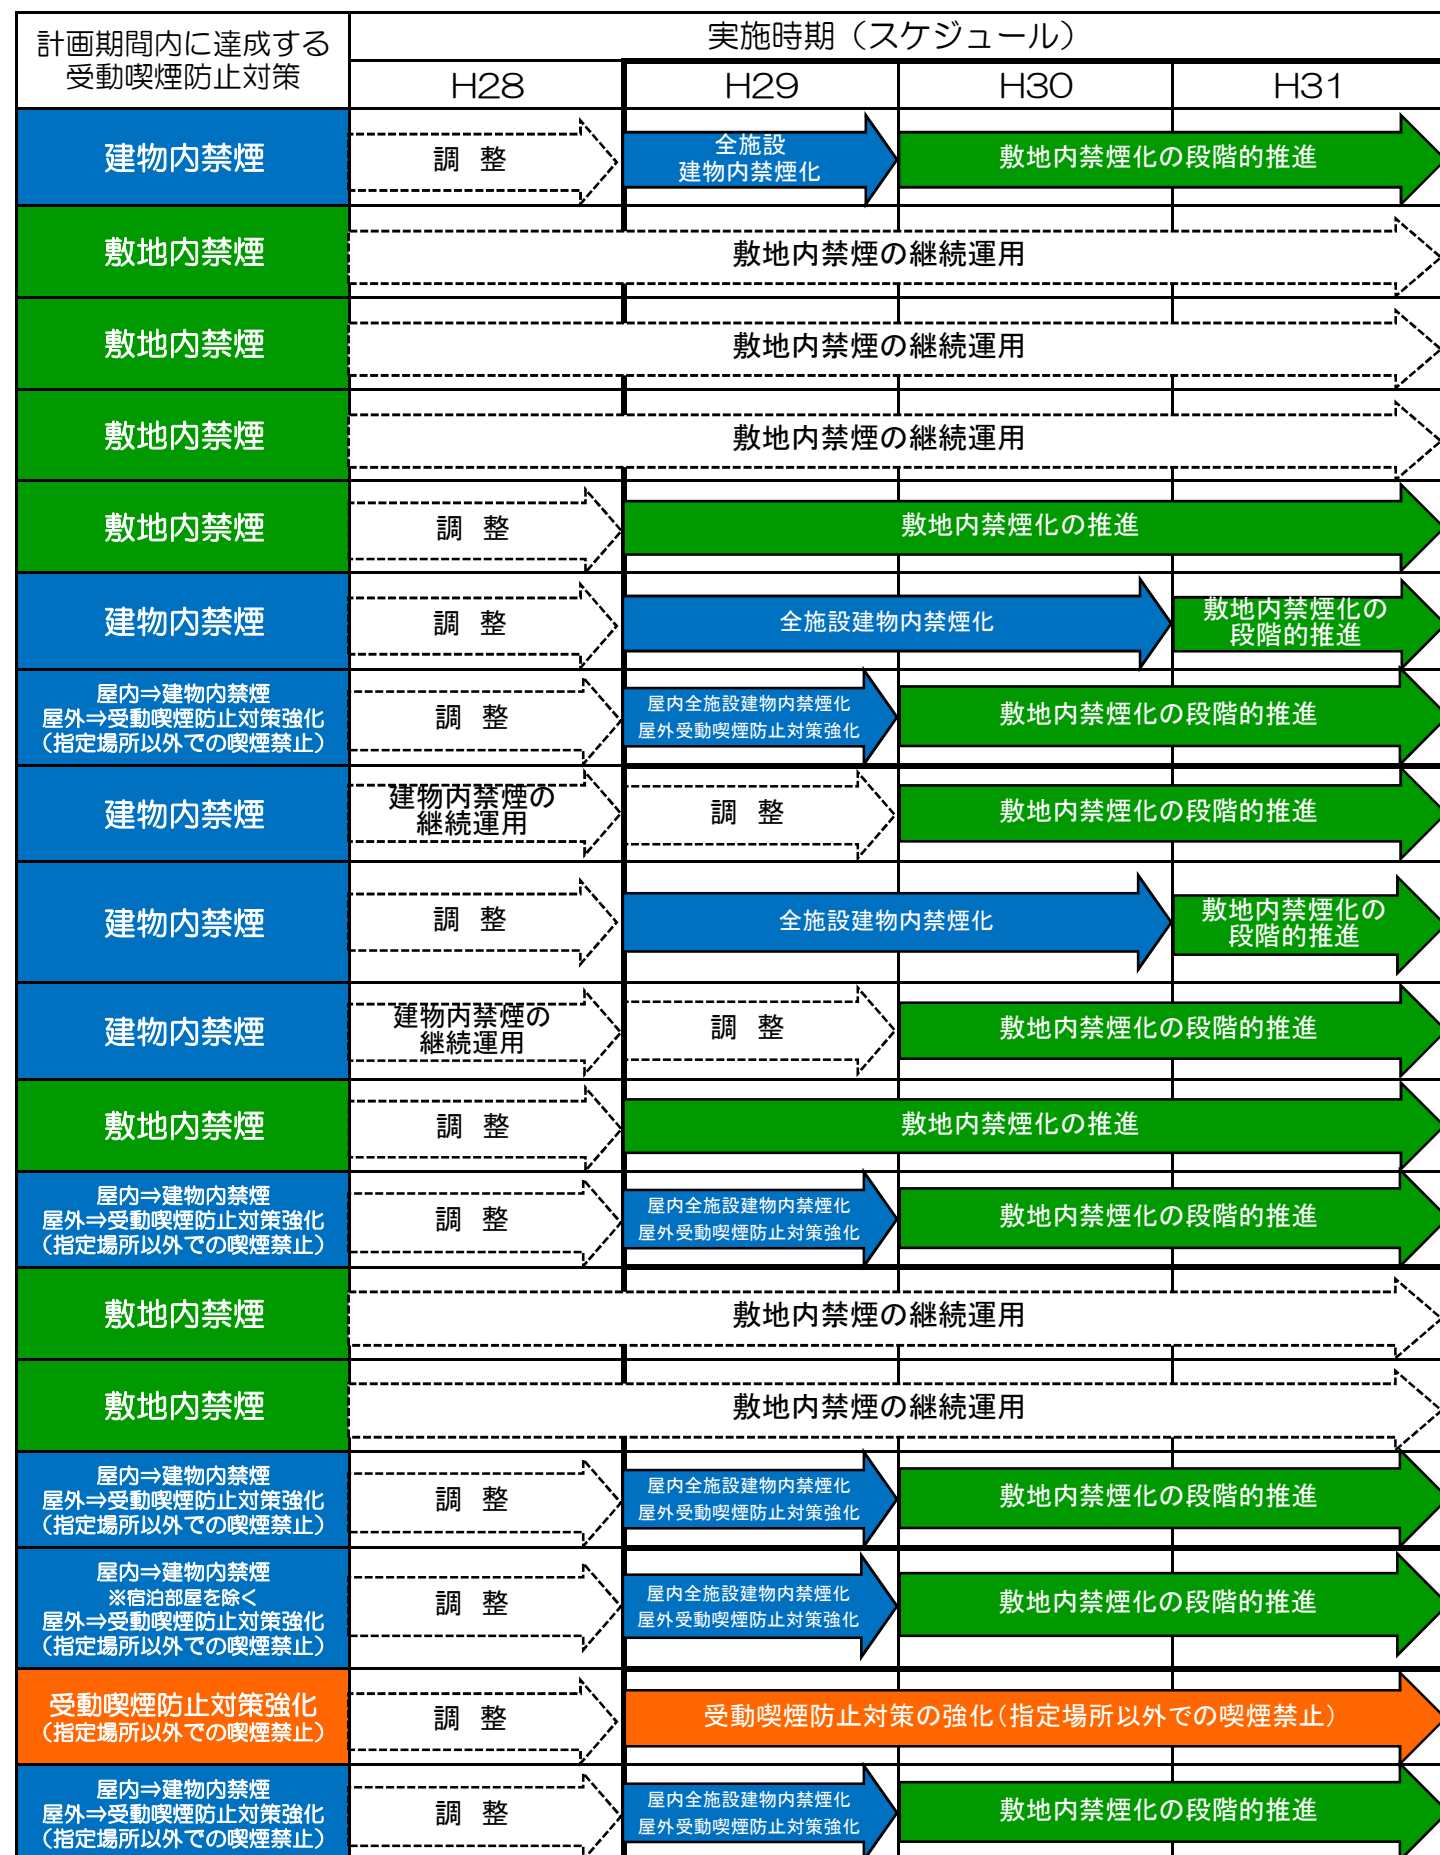 計画期間内に達成する
受動喫煙防止対策
実施時期（スケジュール）
H28 H29 H30 H31
建物内禁煙
調 整
全施設
建物内禁煙化
敷地内禁煙化の段階的推進
敷地内禁煙
敷地内禁煙の継続運用
敷地内禁煙
敷地内禁煙の継続運用
敷地内禁煙
敷地内禁煙の継続運用
敷地内禁煙
調 整
敷地内禁煙化の推進
建物内禁煙
調 整
全施設建物内禁煙化
敷地内禁煙化の
段階的推進
屋内⇒建物内禁煙
屋外⇒受動喫煙防止対策強化
（指定場所以外での喫煙禁止）
調 整
屋内全施設建物内禁煙化
屋外受動喫煙防止対策強化
敷地内禁煙化の段階的推進
建物内禁煙
建物内禁煙の
継続運用
調 整
敷地内禁煙化の段階的推進
建物内禁煙
調 整
全施設建物内禁煙化
敷地内禁煙化の
段階的推進
建物内禁煙
建物内禁煙の
継続運用
調 整
敷地内禁煙化の段階的推進
敷地内禁煙
調 整
敷地内禁煙化の推進
屋内⇒建物内禁煙
屋外⇒受動喫煙防止対策強化
（指定場所以外での喫煙禁止）
調 整
屋内全施設建物内禁煙化
屋外受動喫煙防止対策強化
敷地内禁煙化の段階的推進
敷地内禁煙
敷地内禁煙の継続運用
敷地内禁煙
敷地内禁煙の継続運用
屋内⇒建物内禁煙
屋外⇒受動喫煙防止対策強化
（指定場所以外での喫煙禁止）
調 整
屋内全施設建物内禁煙化
屋外受動喫煙防止対策強化
敷地内禁煙化の段階的推進
屋内⇒建物内禁煙
※宿泊部屋を除く
屋外⇒受動喫煙防止対策強化
（指定場所以外での喫煙禁止）
調 整
屋内全施設建物内禁煙化
屋外受動喫煙防止対策強化
敷地内禁煙化の段階的推進
受動喫煙防止対策強化
（指定場所以外での喫煙禁止）
調 整
受動喫煙防止対策の強化（指定場所以外での喫煙禁止）
屋内⇒建物内禁煙
屋外⇒受動喫煙防止対策強化
（指定場所以外での喫煙禁止）
調 整
屋内全施設建物内禁煙化
屋外受動喫煙防止対策強化
敷地内禁煙化の段階的推進